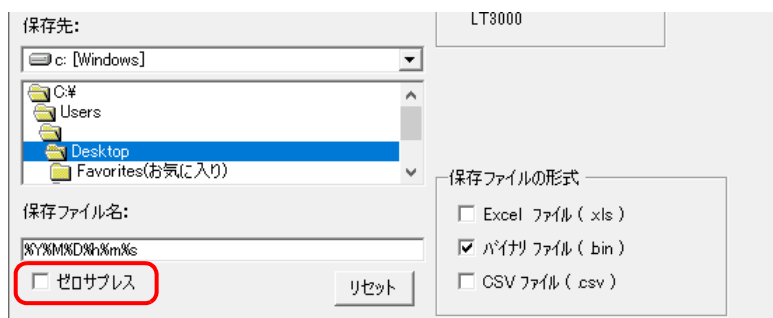 保存先:
LT3000
c: [Windows]
C:¥
Users
Desktop
Favorites(お気に入り)
保存ファイル名:
%Y%M%D%h%m%s
ゼロサプレス
リセット
保存ファイルの形式
Excel ファイル ( .xls )
バイナリ ファイル ( .bin )
CSV ファイル ( .csv )